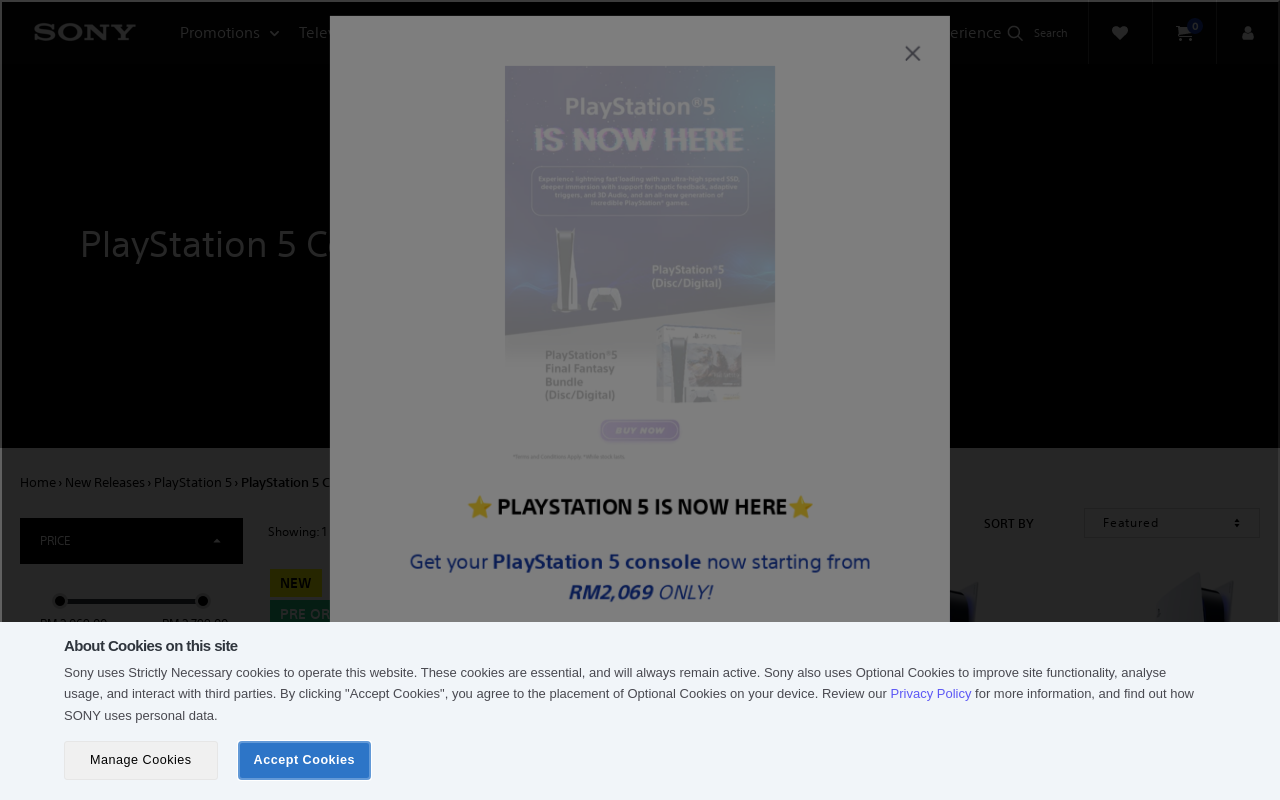 SONY
Promotions
Telev
erience
Search
0
PlayStation®5
IS NOW HERE
Experience lightning fast loading with an ultra-high speed SSD,
deeper immersion with support for haptic feedback, adaptive
triggers, and 3D Audio, and an all-new generation of
incredible PlayStation® games.
PlayStation®5
(Disc/Digital)
PlayStation®5
Final Fantasy
Bundle
(Disc/Digital)
BUY NOW
PlayStation 5 Co
Home › New Releases › PlayStation 5 › PlayStation 5 C
⭐ PLAYSTATION 5 IS NOW HERE⭐
Get your PlayStation 5 console now starting from
RM2,069 ONLY!
PRICE
Showing: 1
SORT BY
Featured
NEW
PRE OR
About Cookies on this site
Sony uses Strictly Necessary cookies to operate this website. These cookies are essential, and will always remain active. Sony also uses Optional Cookies to improve site functionality, analyse
usage, and interact with third parties. By clicking "Accept Cookies", you agree to the placement of Optional Cookies on your device. Review our Privacy Policy for more information, and find out how
SONY uses personal data.
Manage Cookies
Accept Cookies